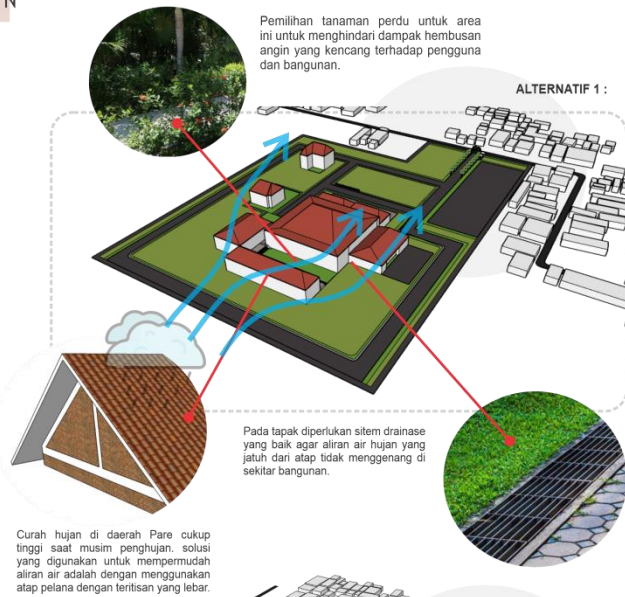 N
Pemilihan tanaman perdu untuk area
ini untuk menghindari dampak hembusan
angin yang kencang terhadap pengguna
dan bangunan.
ALTERNATIF 1 :
Pada tapak diperlukan sitem drainase
yang baik agar aliran air hujan yang
jatuh dari atap tidak menggenang di
sekitar bangunan.
Curah hujan di daerah Pare cukup
tinggi saat musim penghujan. solusi
yang digunakan untuk mempermudah
aliran air adalah dengan menggunakan
atap pelana dengan teritisan yang lebar.